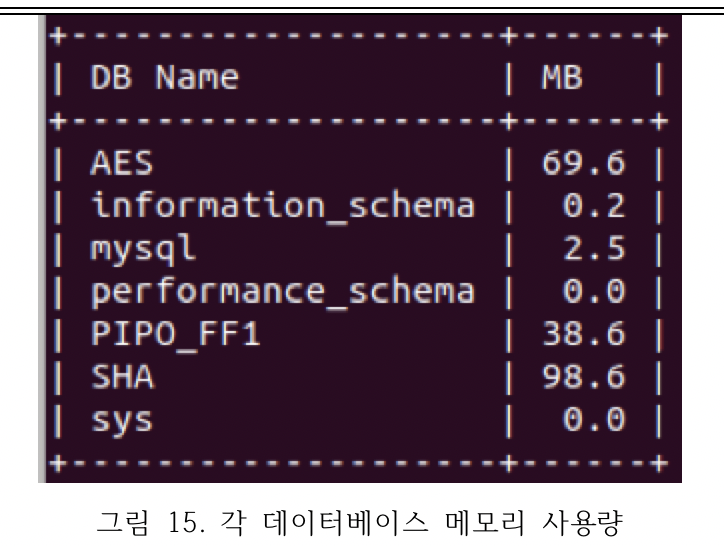 +---------------------+------+
| DB Name             | MB   |
+---------------------+------+
| AES                 | 69.6 |
| information_schema  |  0.2 |
| mysql               |  2.5 |
| performance_schema  |  0.0 |
| PIPO_FF1            | 38.6 |
| SHA                 | 98.6 |
| sys                 |  0.0 |
+---------------------+------+
그림 15. 각 데이터베이스 메모리 사용량